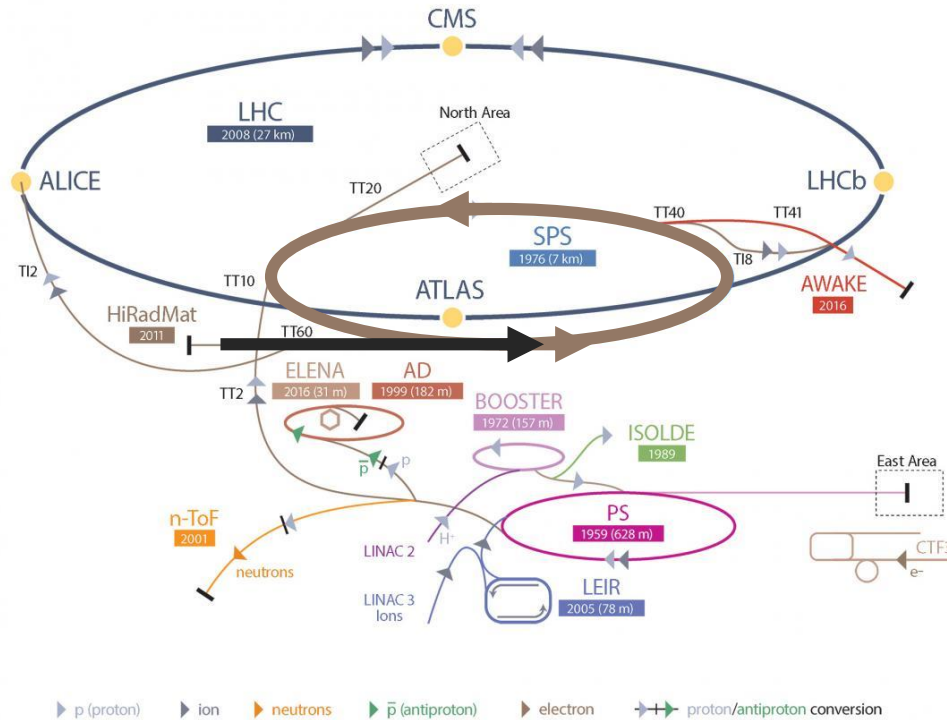 CMS
LHC
2008 (27 km)
North Area
ALICE
TT20
LHCb
TT40
TT41
SPS
1976 (7 km)
TI2
TT10
TI8
ATLAS
AWAKE
2016
HiRadMat
2011
TT60
ELENA
AD
2016 (31 m)
1999 (182 m)
TT2
BOOSTER
1972 (157 m)
ISOLDE
1989
p
p̅
East Area
n-ToF
2001
PS
1959 (628 m)
H⁺
LINAC 2
neutrons
CTF3
e-
LEIR
LINAC 3
Ions
2005 (78 m)
p (proton)
ion
neutrons
p̅ (antiproton)
electron
proton/antiproton conversion